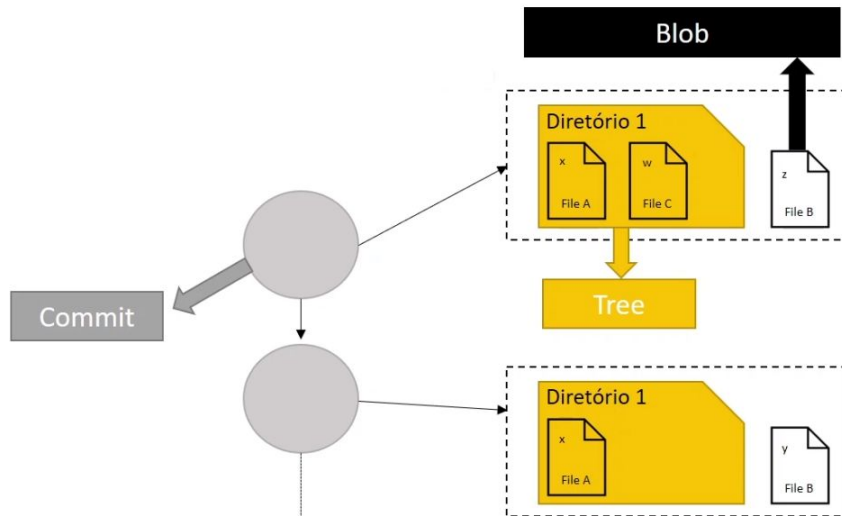 Blob
Diretório 1
x
File A
w
File C
z
File B
Commit
Tree
Diretório 1
x
File A
y
File B